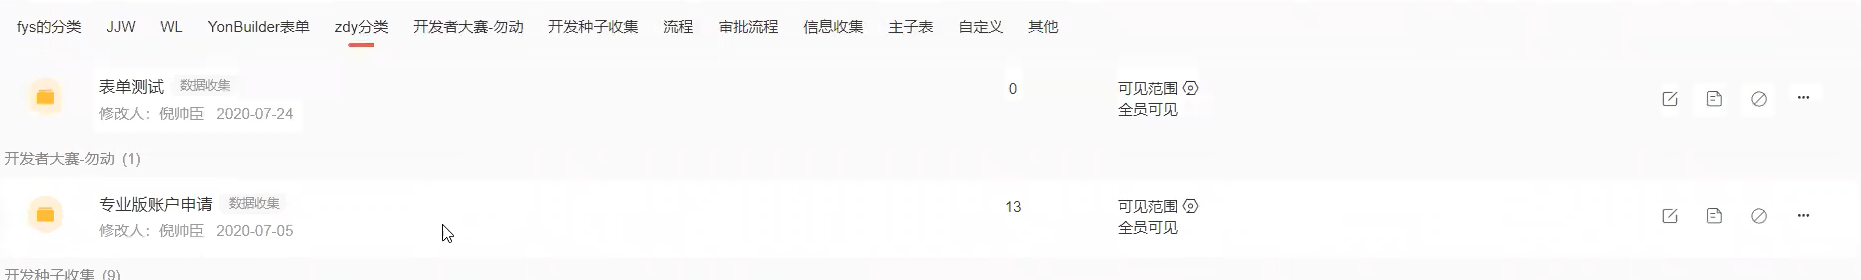 fys的分类 JJW WL YonBuilder表单 zdy分类 开发者大赛-勿动 开发种子收集 流程 审批流程 信息收集 主子表 自定义 其他
表单测试 数据收集 0 可见范围
修改人：倪帅臣 2020-07-24 全员可见
开发者大赛-勿动 (1)
专业版账户申请 数据收集 13 可见范围
修改人：倪帅臣 2020-07-05 全员可见
开发种子收集 (9)